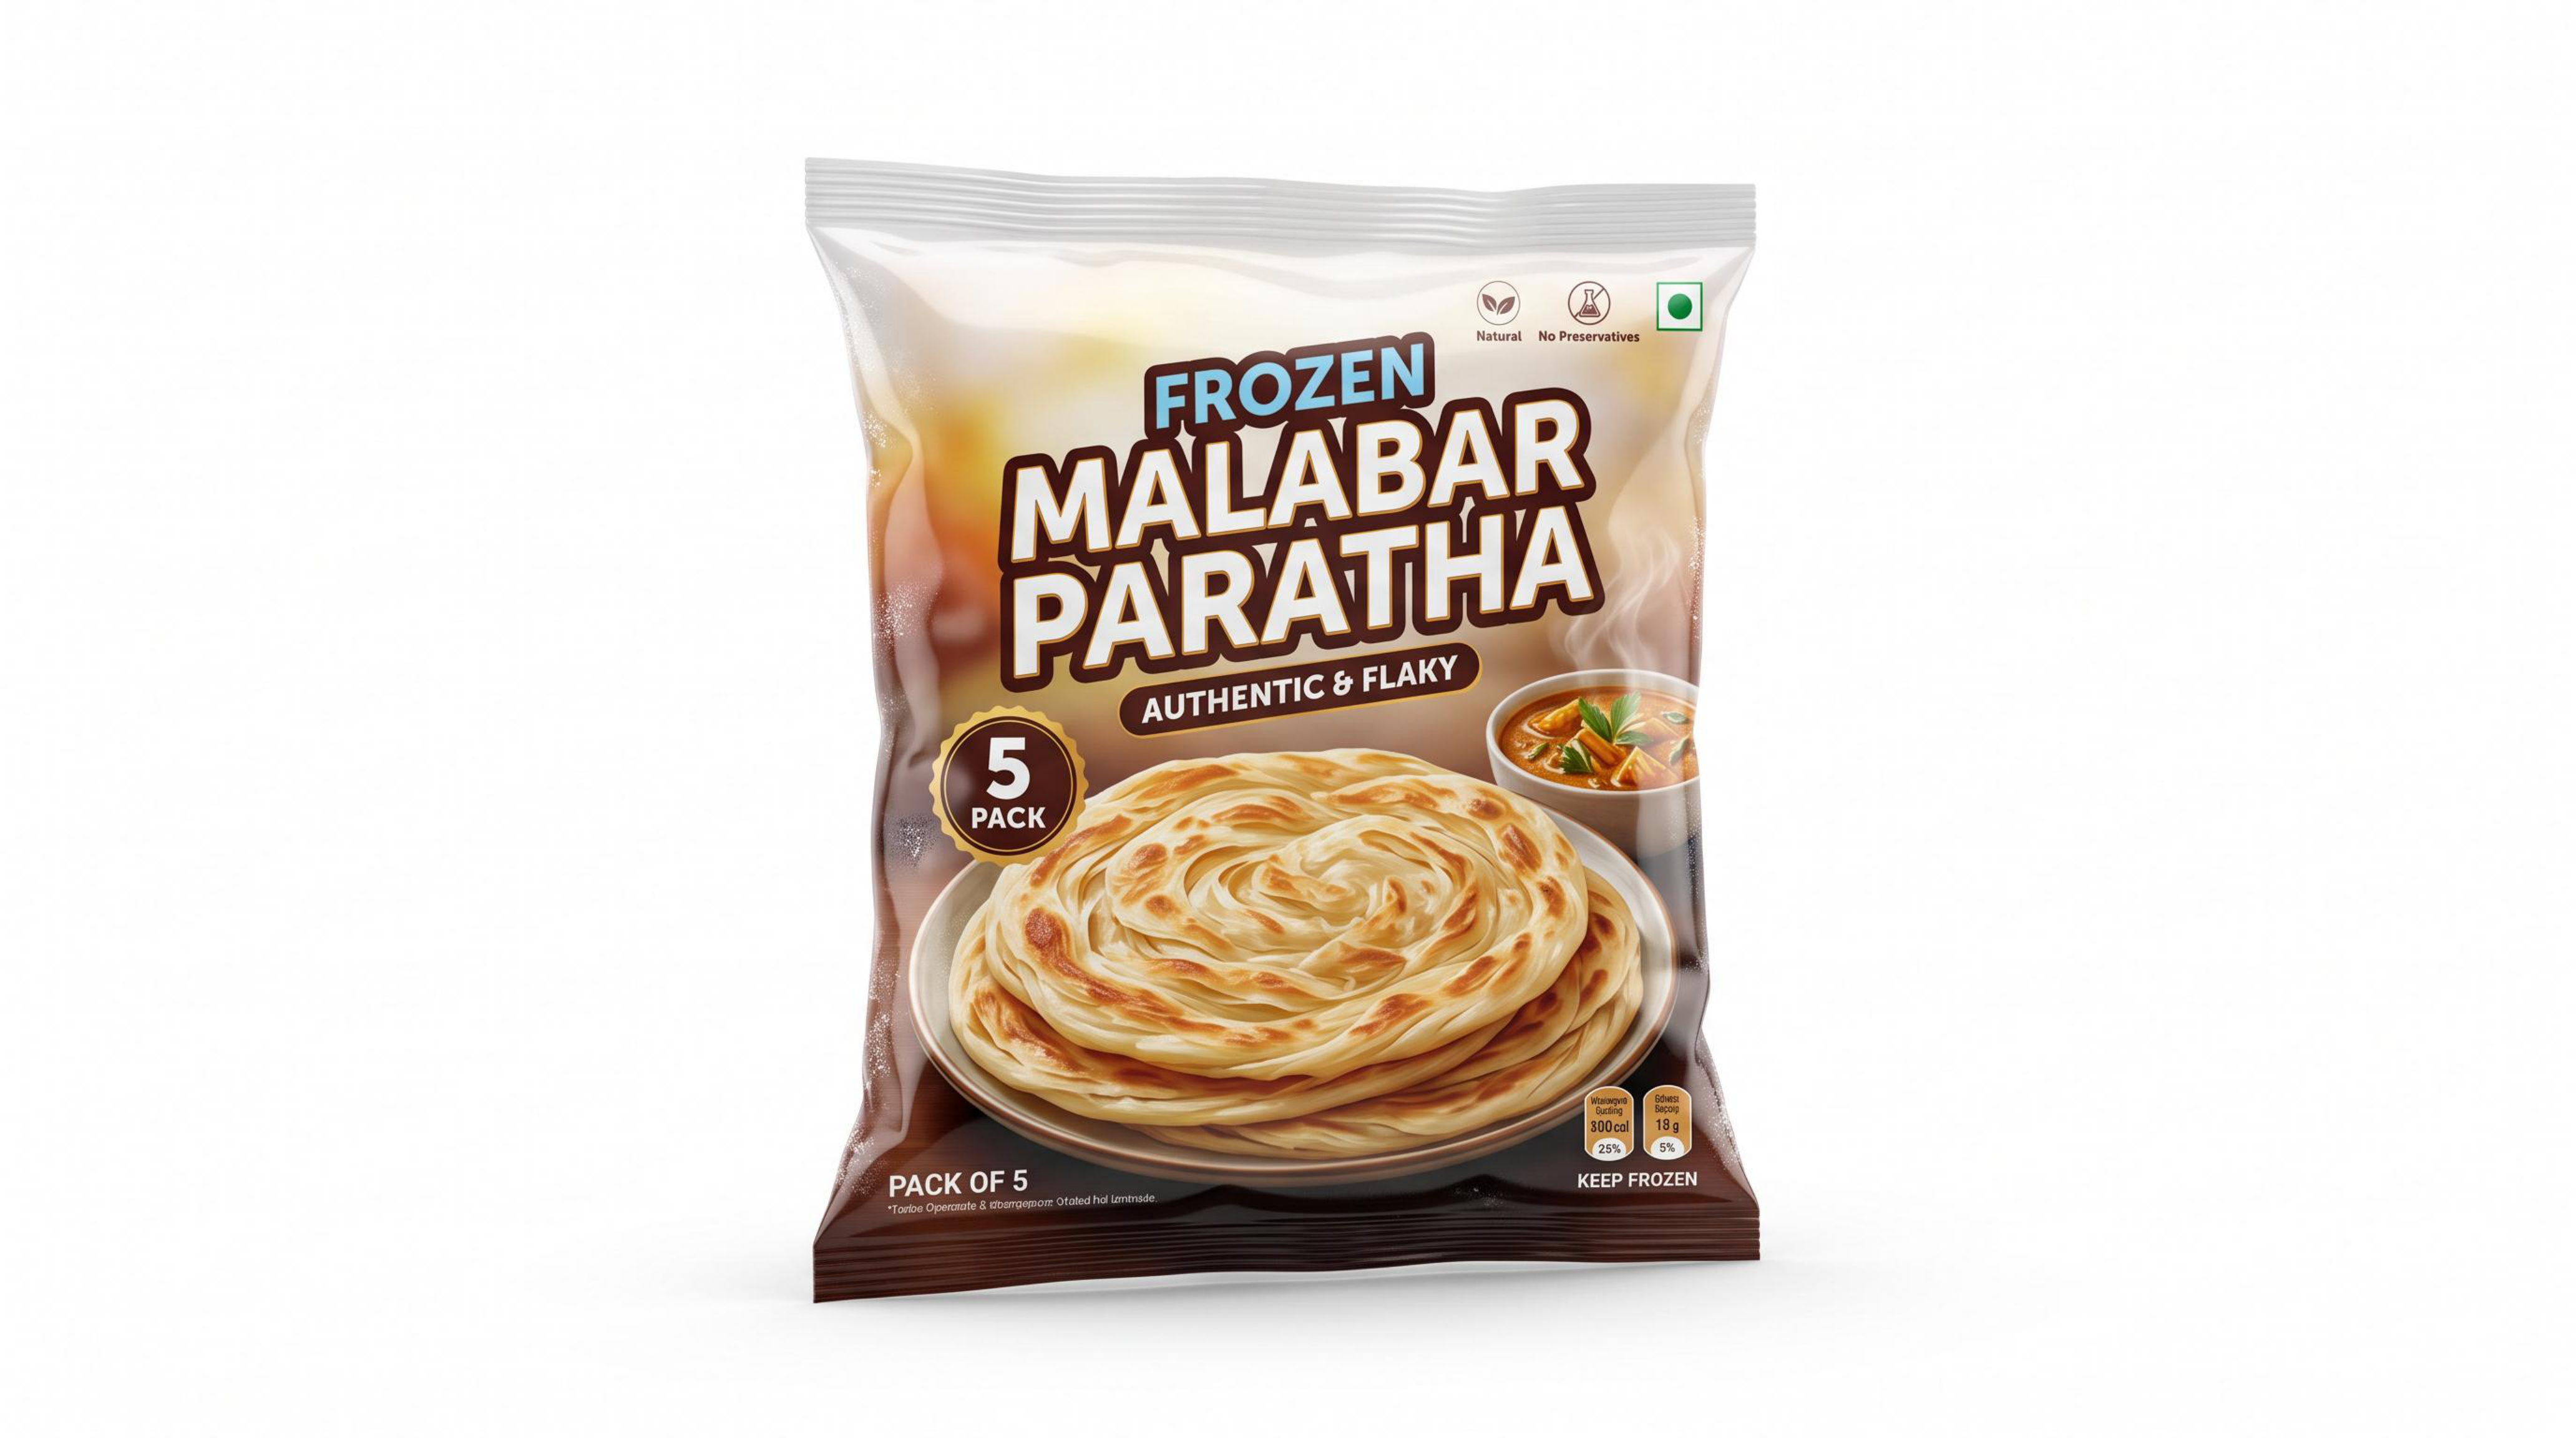 Natural
No Preservatives
FROZEN
MALABAR
PARATHA
AUTHENTIC & FLAKY
5
PACK
300 cal
18 g
25%
5%
PACK OF 5
KEEP FROZEN